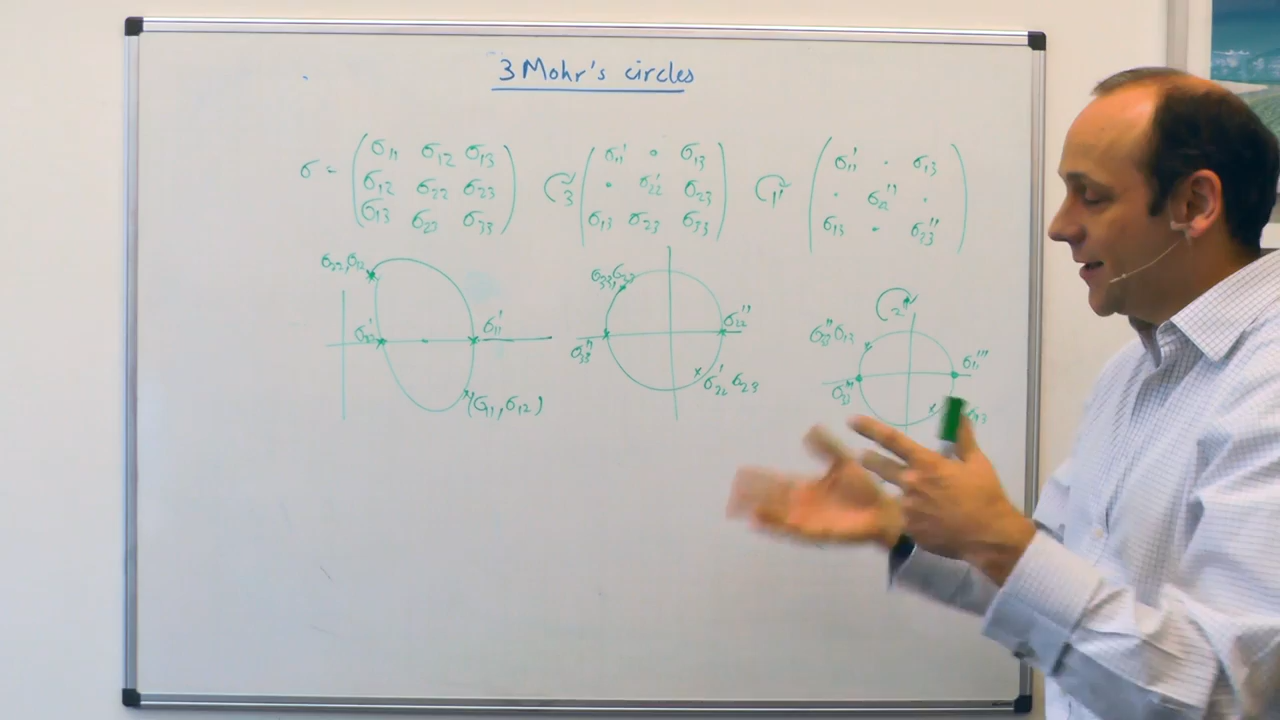 3 Mohr's circles
σ = (σ11 σ12 σ13) ↷3 (σ11' · σ13) ↷1' (σ11' · σ13)
σ12 σ22 σ23 · σ22' σ23 · σ22'' ·
σ13 σ23 σ33 σ13 σ23 σ33 σ13 · σ33''
σ22, σ12
σ22' σ11'
(σ11, σ12)
σ33, σ23
σ22''
σ33''
σ22' σ23
2''
σ33'' σ13
σ11'''
σ33'''